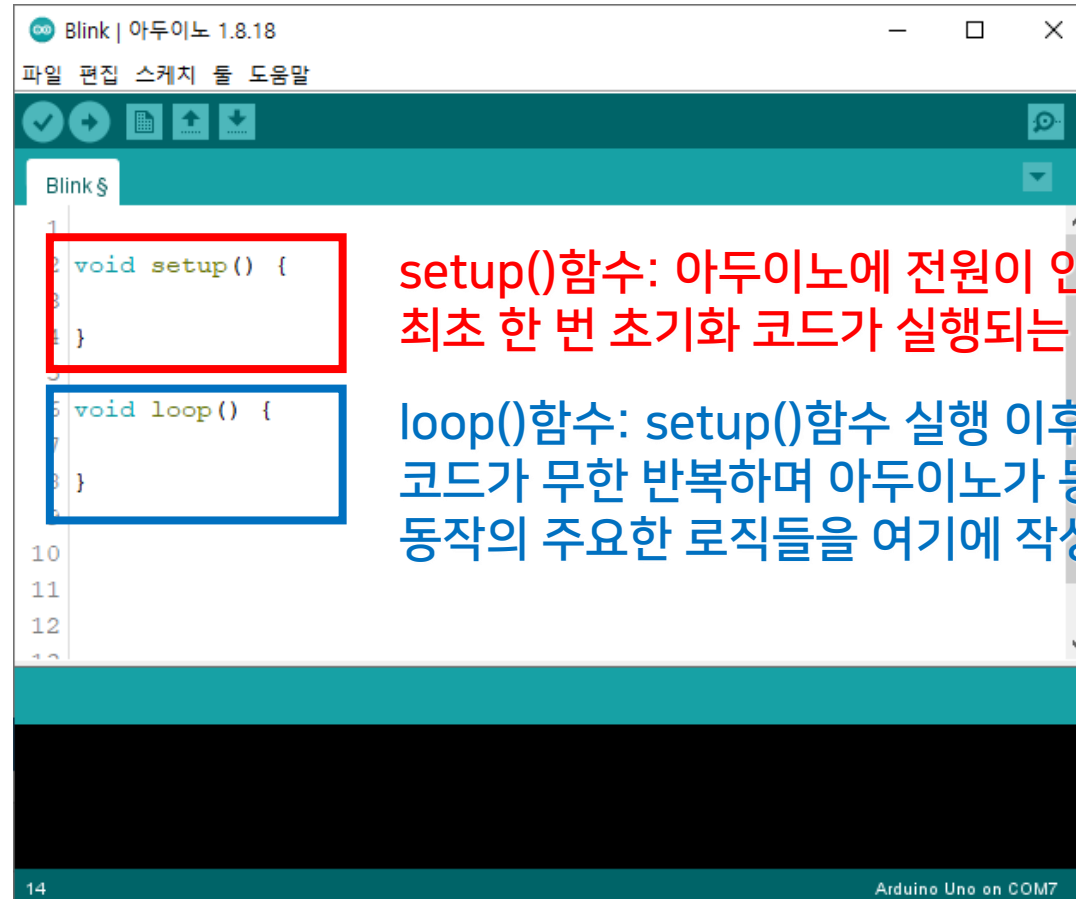 Blink | 아두이노 1.8.18
파일 편집 스케치 툴 도움말
Blink §
1
2 void setup() {
3
4 }
5
6 void loop() {
7
8 }
9
10
11
12
setup()함수: 아두이노에 전원이
최초 한 번 초기화 코드가 실행되는
loop()함수: setup()함수 실행
코드가 무한 반복하며 아두이노가
동작의 주요한 로직들을 여기에
14
Arduino Uno on COM7